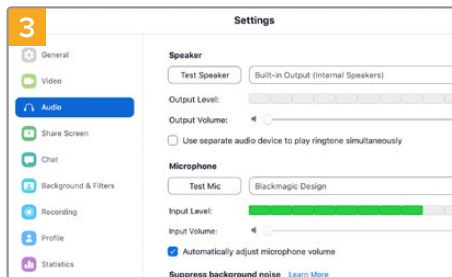 3
Settings
General
Video
Audio
Share Screen
Chat
Background & Filters
Recording
Profile
Statistics
Speaker
Test Speaker Built-in Output (Internal Speakers)
Output Level:
Output Volume:
Use separate audio device to play ringtone simultaneously
Microphone
Test Mic Blackmagic Design
Input Level:
Input Volume:
Automatically adjust microphone volume
Suppress background noise Learn More